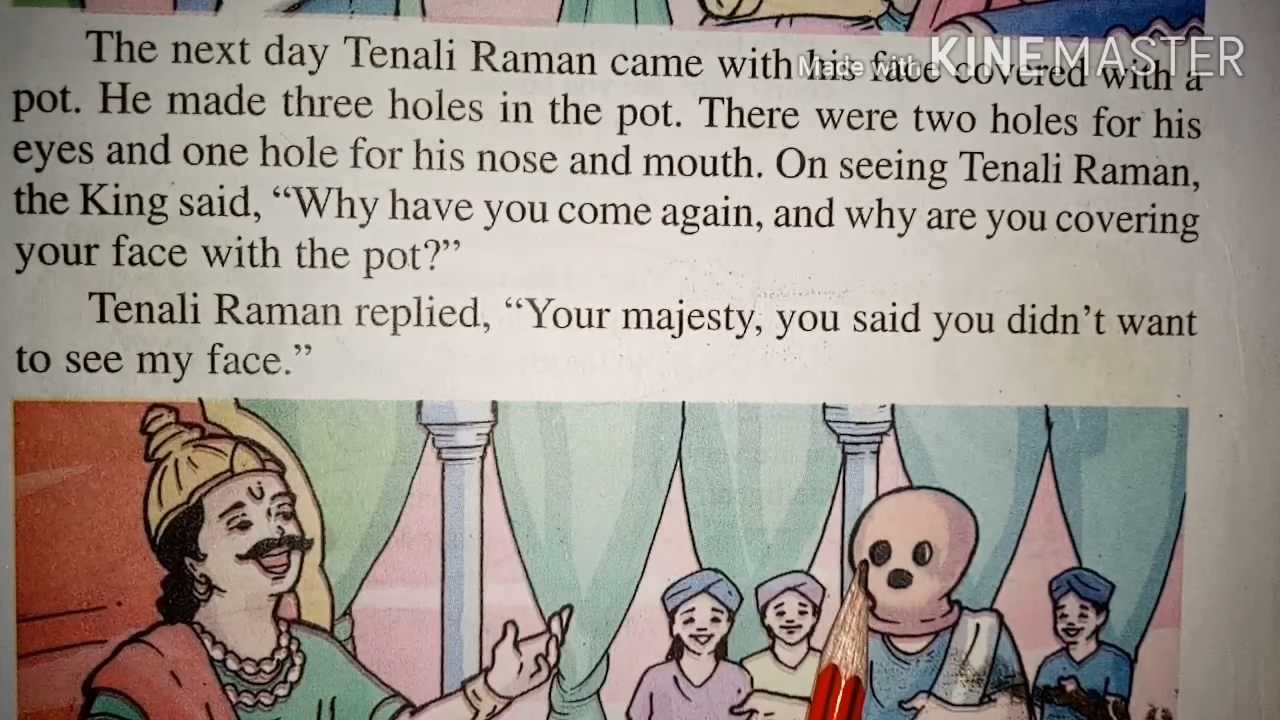 The next day Tenali Raman came with his face covered with a
pot. He made three holes in the pot. There were two holes for his
eyes and one hole for his nose and mouth. On seeing Tenali Raman,
the King said, “Why have you come again, and why are you covering
your face with the pot?”
Tenali Raman replied, “Your majesty, you said you didn’t want
to see my face.”
Made with KINEMASTER